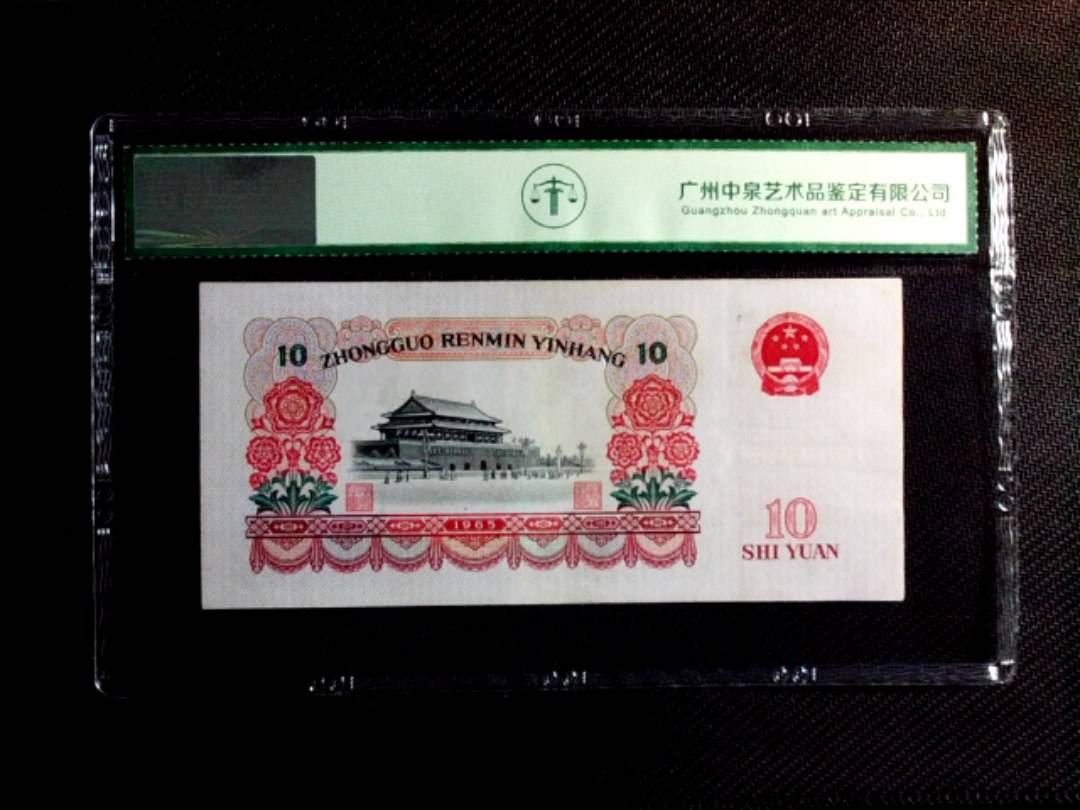 广州中泉艺术品鉴定有限公司
Guangzhou Zhongquan art Appraisal Co., Ltd.
10 ZHONGGUO RENMIN YINHANG 10
1965
10
SHI YUAN